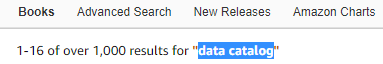 Books Advanced Search New Releases Amazon Charts
1-16 of over 1,000 results for "data catalog"